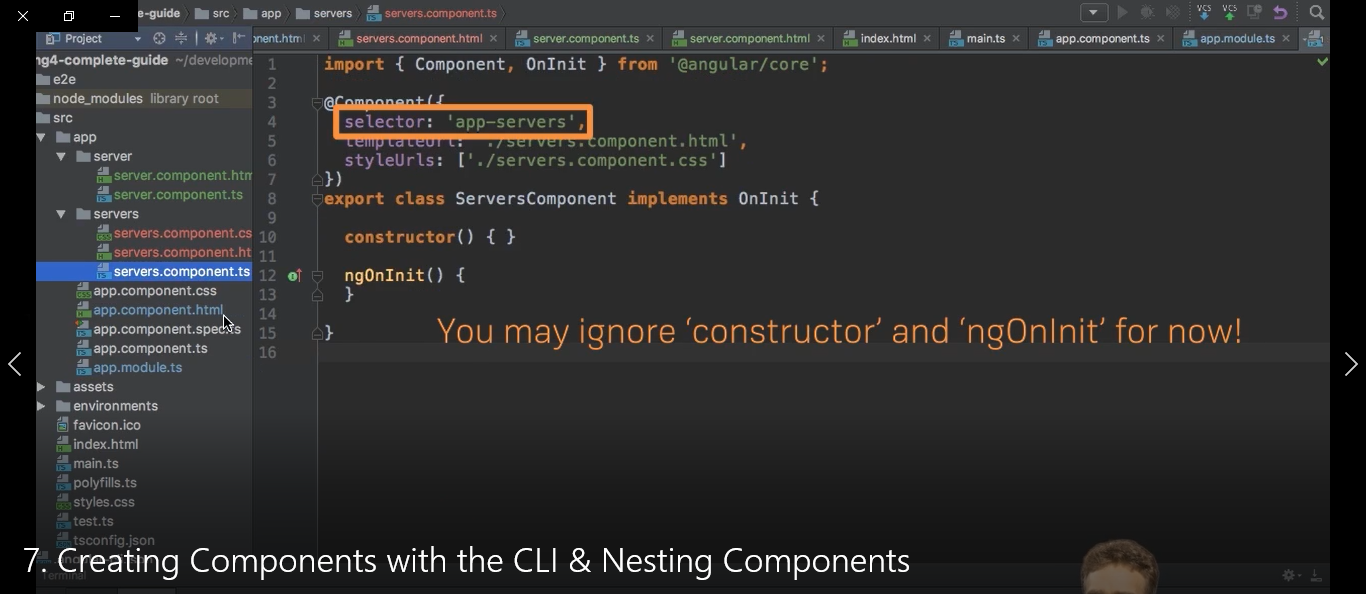 e-guide src app servers servers.component.ts
Project
nent.htm servers.component.html server.component.ts server.component.html index.html main.ts app.component.ts app.module.ts
VCS VCS
ng4-complete-guide ~/developme
e2e
node_modules library root
src
app
server
server.component.htm
server.component.ts
servers
servers.component.cs
servers.component.ht
servers.component.ts
app.component.css
app.component.html
app.component.spec.ts
app.component.ts
app.module.ts
assets
environments
favicon.ico
index.html
main.ts
polyfills.ts
styles.css
test.ts
tsconfig.json
1 import { Component, OnInit } from '@angular/core';
2
3 @Component({
4 selector: 'app-servers',
5 templateUrl: './servers.component.html',
6 styleUrls: ['./servers.component.css']
7 })
8 export class ServersComponent implements OnInit {
9
10 constructor() { }
11
12 ngOnInit() {
13 }
14
15 }
16
You may ignore ‘constructor’ and ‘ngOnInit’ for now!
7. Creating Components with the CLI & Nesting Components
Terminal